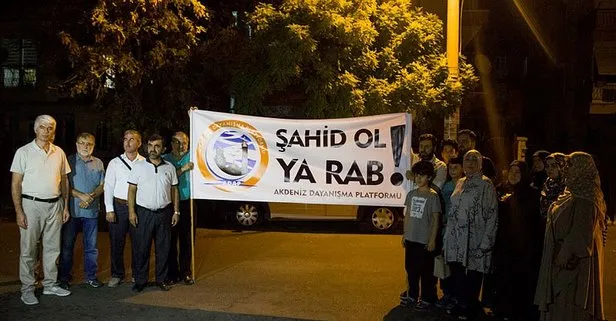 ŞAHİD OL
YA RAB!
AKDENİZ DAYANIŞMA PLATFORMU